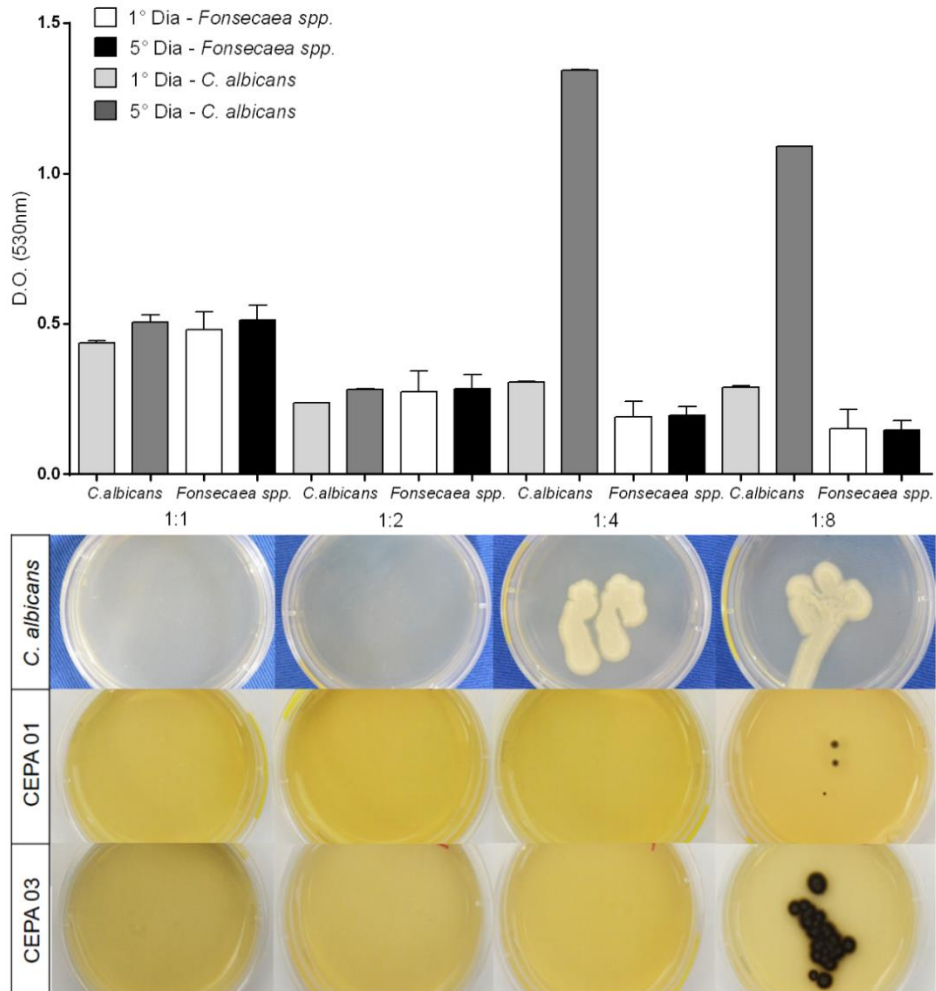 1° Dia - Fonsecaea spp.
5° Dia - Fonsecaea spp.
1° Dia - C. albicans
5° Dia - C. albicans
D.O. (530nm)
1.5
1.0
0.5
0.0
C.albicans Fonsecaea spp. C.albicans Fonsecaea spp. C.albicans Fonsecaea spp. C.albicans Fonsecaea spp.
1:1 1:2 1:4 1:8
C. albicans
CEPA 01
CEPA 03